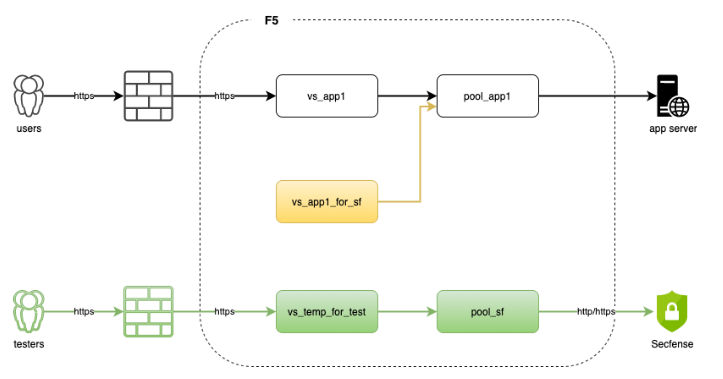 F5
https
https
vs_app1
pool_app1
users
app server
vs_app1_for_sf
https
https
vs_temp_for_test
pool_sf
http/https
testers
Secfense